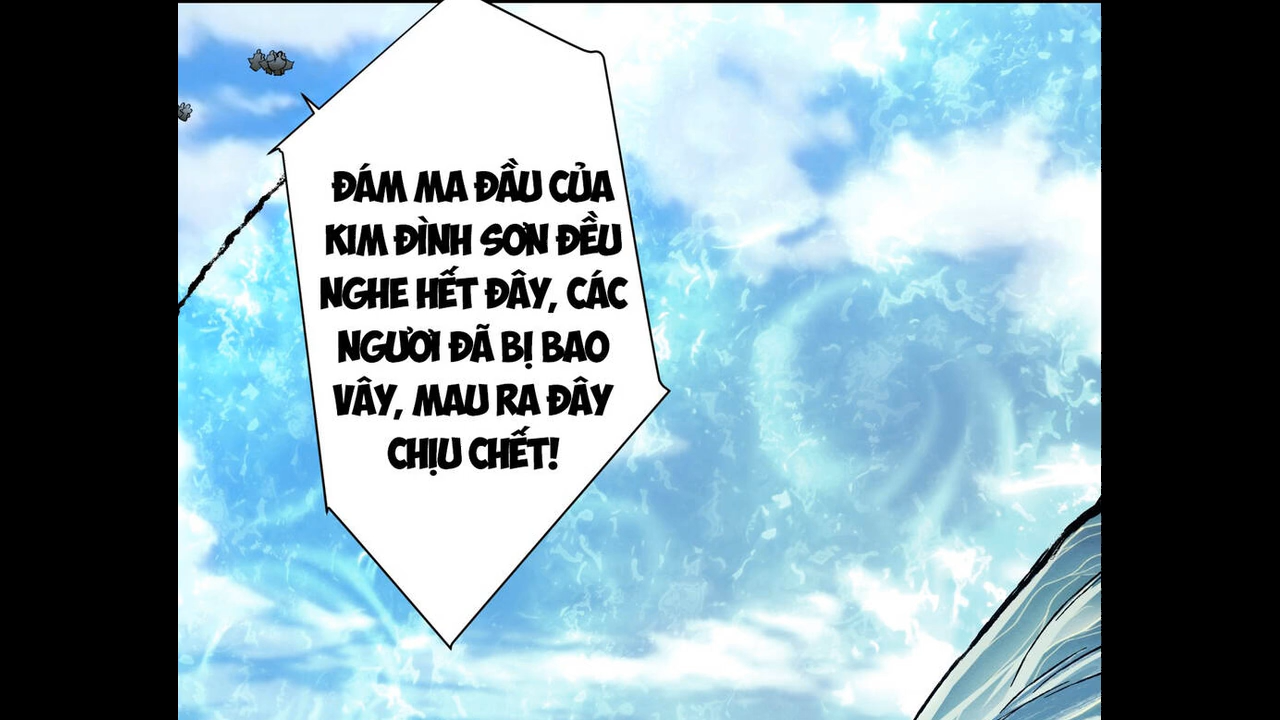 ĐÁM MA ĐẦU CỦA
KIM ĐÌNH SƠN ĐỀU
NGHE HẾT ĐÂY, CÁC
NGƯƠI ĐÃ BỊ BAO
VÂY, MAU RA ĐÂY
CHỊU CHẾT!